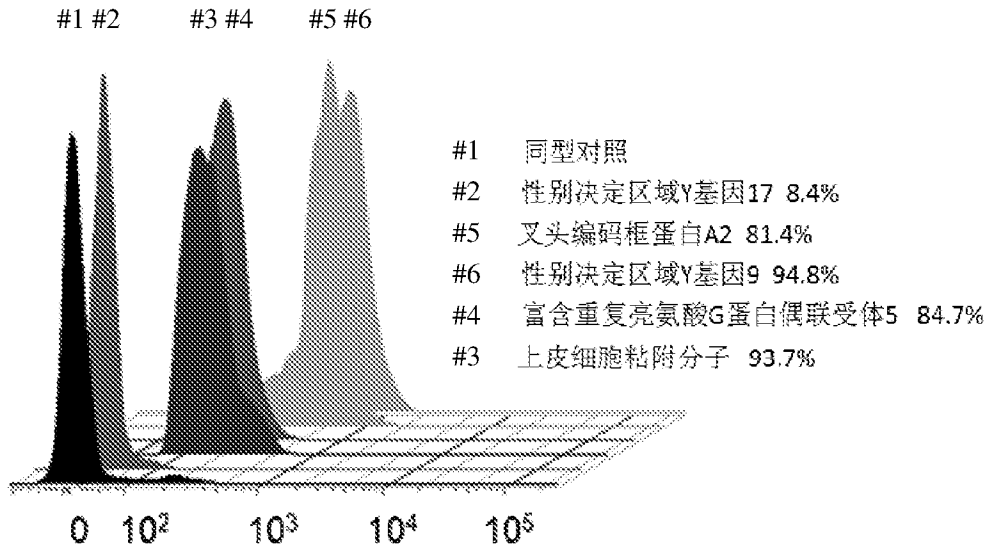 #1 #2 #3 #4 #5 #6
#1 同型对照
#2 性别决定区域Y基因17 8.4%
#5 叉头编码框蛋白A2 81.4%
#6 性别决定区域Y基因9 94.8%
#4 富含重复亮氨酸G蛋白偶联受体5 84.7%
#3 上皮细胞粘附分子 93.7%
0 10² 10³ 10⁴ 10⁵